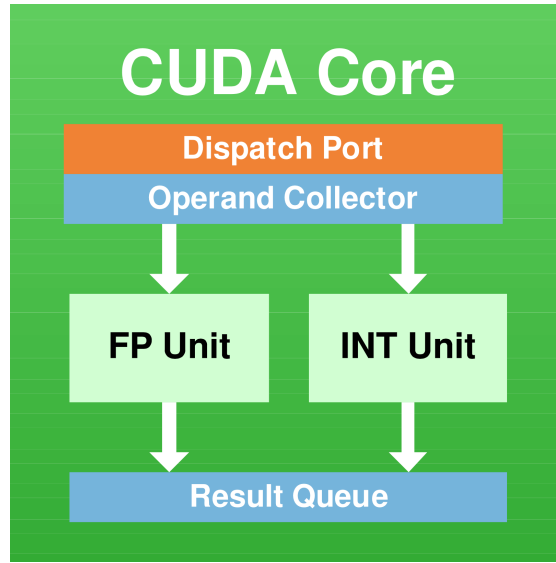 CUDA Core
Dispatch Port
Operand Collector
FP Unit
INT Unit
Result Queue